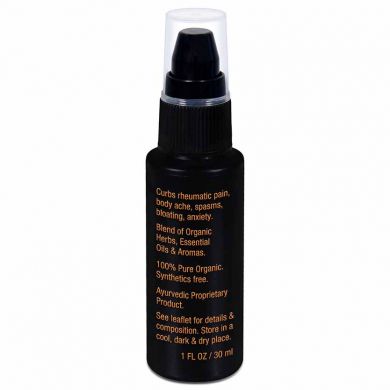 Curbs rheumatic pain,
body ache, spasms,
bloating, anxiety.
Blend of Organic
Herbs, Essential
Oils & Aromas.
100% Pure Organic.
Synthetics free.
Ayurvedic Proprietary
Product.
See leaflet for details &
composition. Store in a
cool, dark & dry place.
1 FL OZ / 30 ml